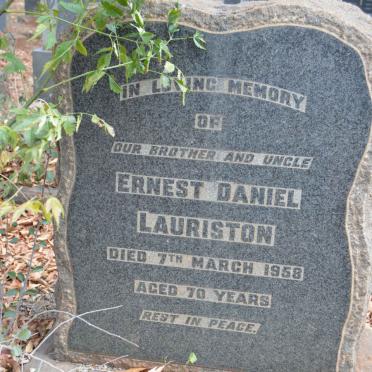 IN LOVING MEMORY
OF
OUR BROTHER AND UNCLE
ERNEST DANIEL
LAURISTON
DIED 7TH MARCH 1958
AGED 70 YEARS
REST IN PEACE.